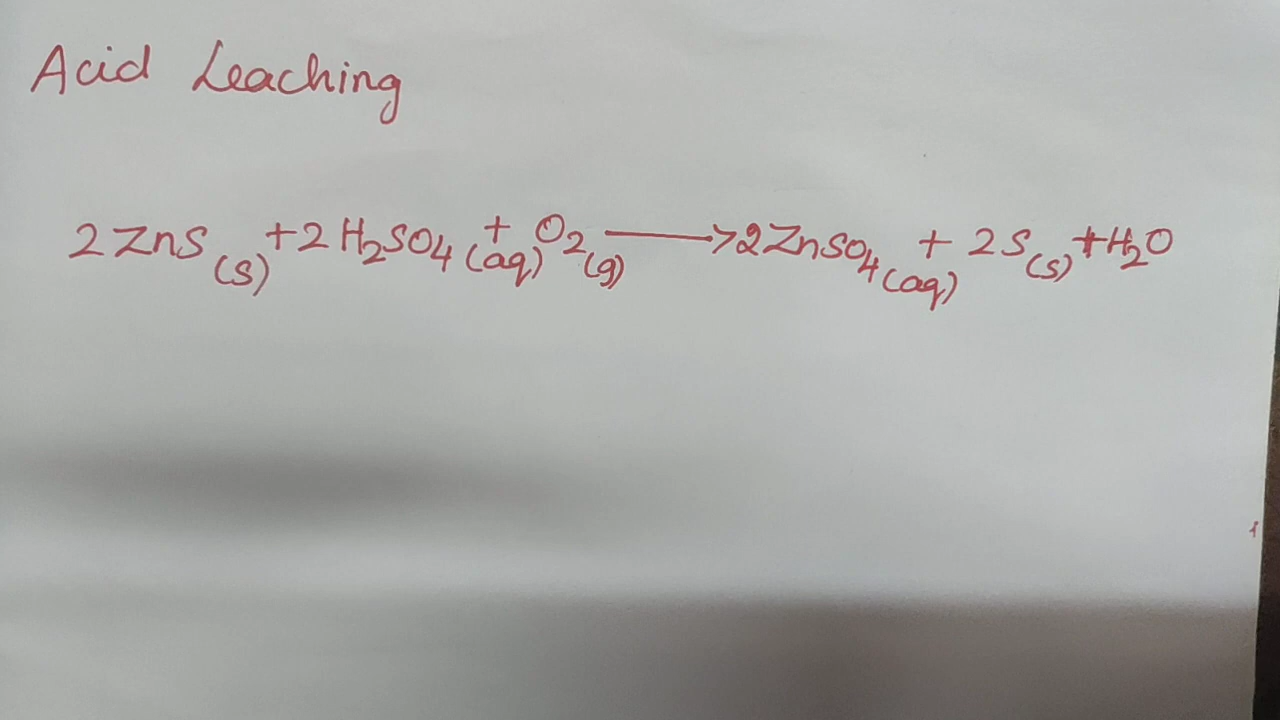 Acid Leaching
2ZnS(s) + 2H₂SO₄(aq) + O₂(g) ⟶ 2ZnSO₄(aq) + 2S(s) + H₂O